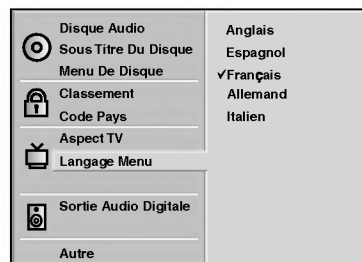 Disque Audio
Sous Titre Du Disque
Menu De Disque
Classement
Code Pays
Aspect TV
Langage Menu
Sortie Audio Digitale
Autre
Anglais
Espagnol
✓Français
Allemand
Italien